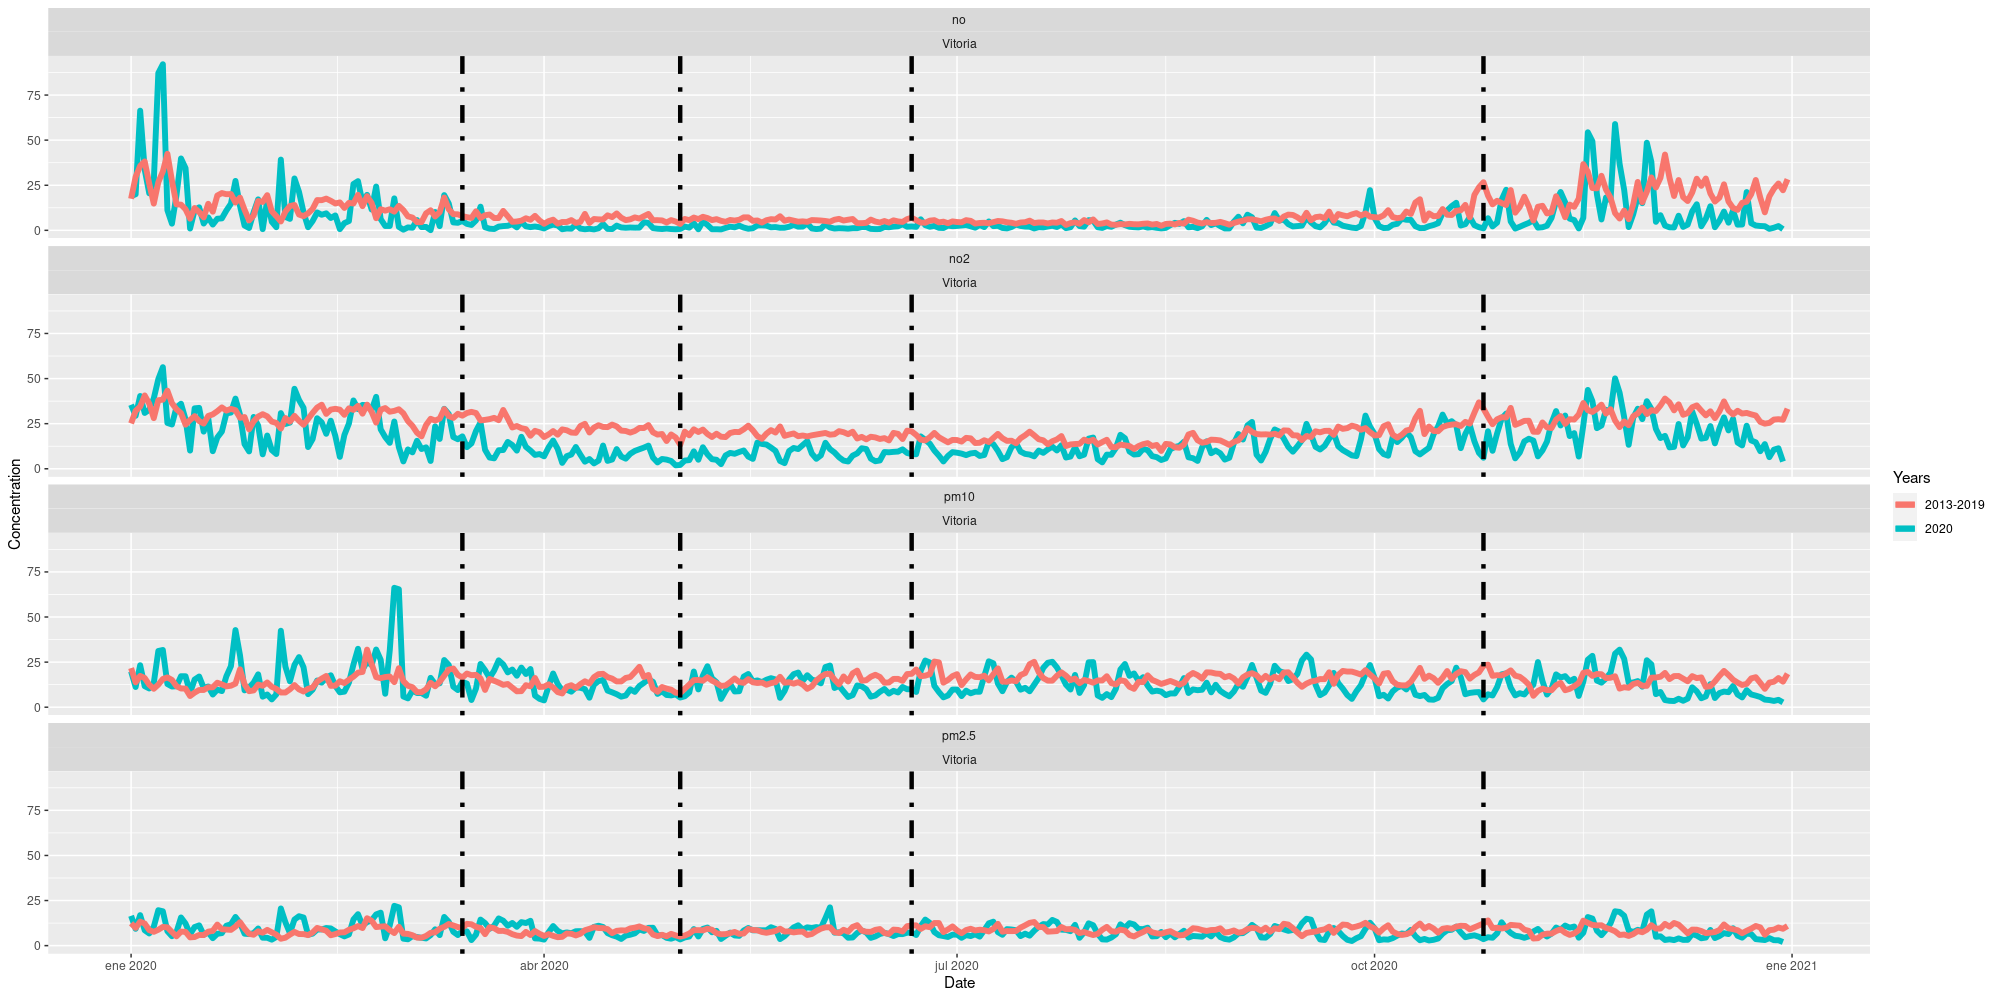 no
Vitoria
75
50
25
0
no2
Vitoria
75
50
25
0
pm10
Vitoria
75
50
25
0
pm2.5
Vitoria
75
50
25
0
ene 2020
abr 2020
jul 2020
oct 2020
ene 2021
Date
Concentration
Years
2013-2019
2020